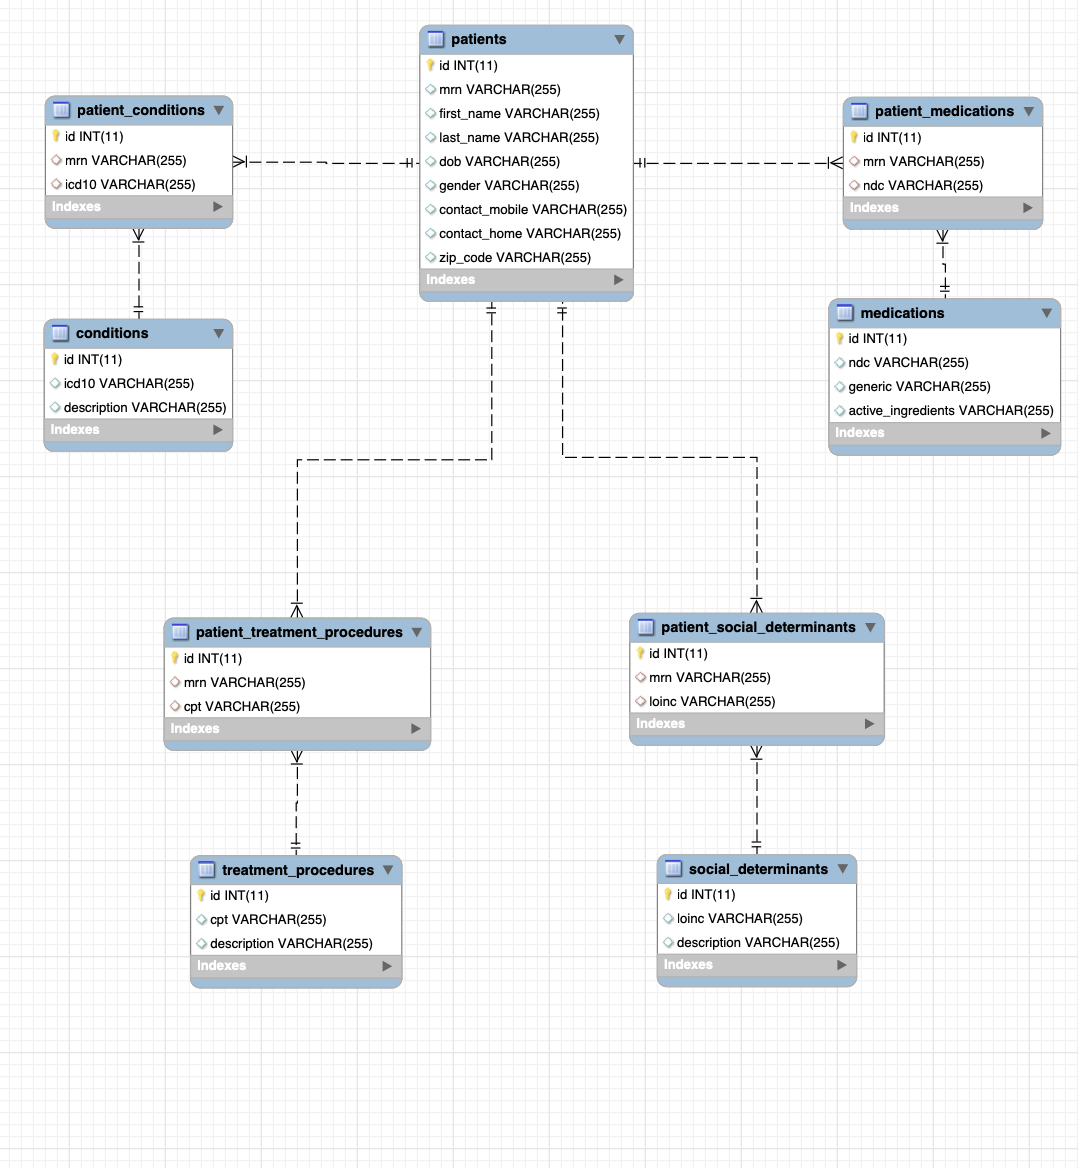 patients
id INT(11)
mrn VARCHAR(255)
first_name VARCHAR(255)
last_name VARCHAR(255)
dob VARCHAR(255)
gender VARCHAR(255)
contact_mobile VARCHAR(255)
contact_home VARCHAR(255)
zip_code VARCHAR(255)
Indexes
patient_conditions
id INT(11)
mrn VARCHAR(255)
icd10 VARCHAR(255)
Indexes
patient_medications
id INT(11)
mrn VARCHAR(255)
ndc VARCHAR(255)
Indexes
conditions
id INT(11)
icd10 VARCHAR(255)
description VARCHAR(255)
Indexes
medications
id INT(11)
ndc VARCHAR(255)
generic VARCHAR(255)
active_ingredients VARCHAR(255)
Indexes
patient_treatment_procedures
id INT(11)
mrn VARCHAR(255)
cpt VARCHAR(255)
Indexes
patient_social_determinants
id INT(11)
mrn VARCHAR(255)
loinc VARCHAR(255)
Indexes
treatment_procedures
id INT(11)
cpt VARCHAR(255)
description VARCHAR(255)
Indexes
social_determinants
id INT(11)
loinc VARCHAR(255)
description VARCHAR(255)
Indexes